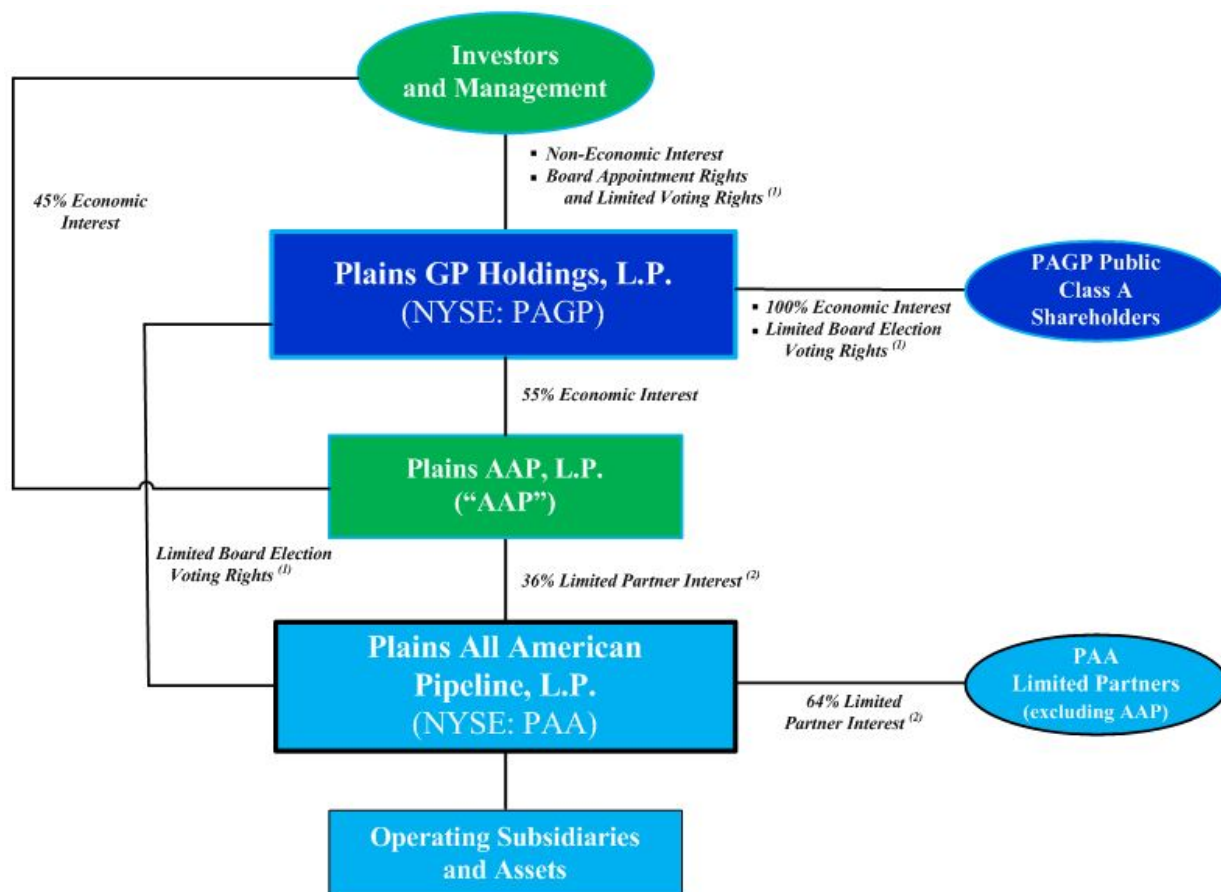 Investors
and Management
▪ Non-Economic Interest
▪ Board Appointment Rights
and Limited Voting Rights (1)
45% Economic
Interest
Plains GP Holdings, L.P.
(NYSE: PAGP)
PAGP Public
Class A
Shareholders
▪ 100% Economic Interest
▪ Limited Board Election
Voting Rights (1)
55% Economic Interest
Plains AAP, L.P.
(“AAP”)
Limited Board Election
Voting Rights (1)
36% Limited Partner Interest (2)
Plains All American
Pipeline, L.P.
(NYSE: PAA)
64% Limited
Partner Interest (2)
PAA
Limited Partners
(excluding AAP)
Operating Subsidiaries
and Assets